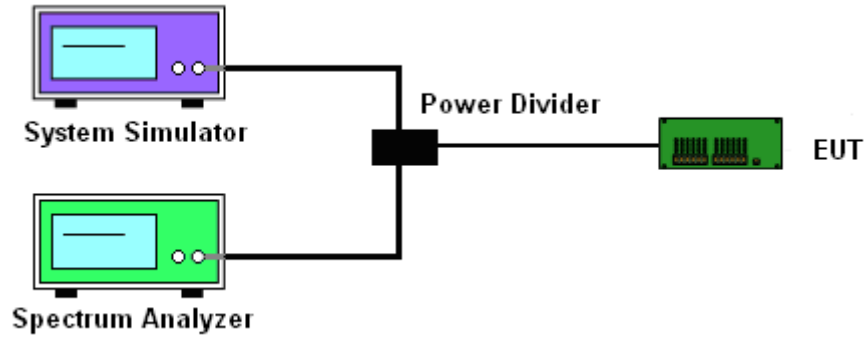 System Simulator
Power Divider
EUT
Spectrum Analyzer